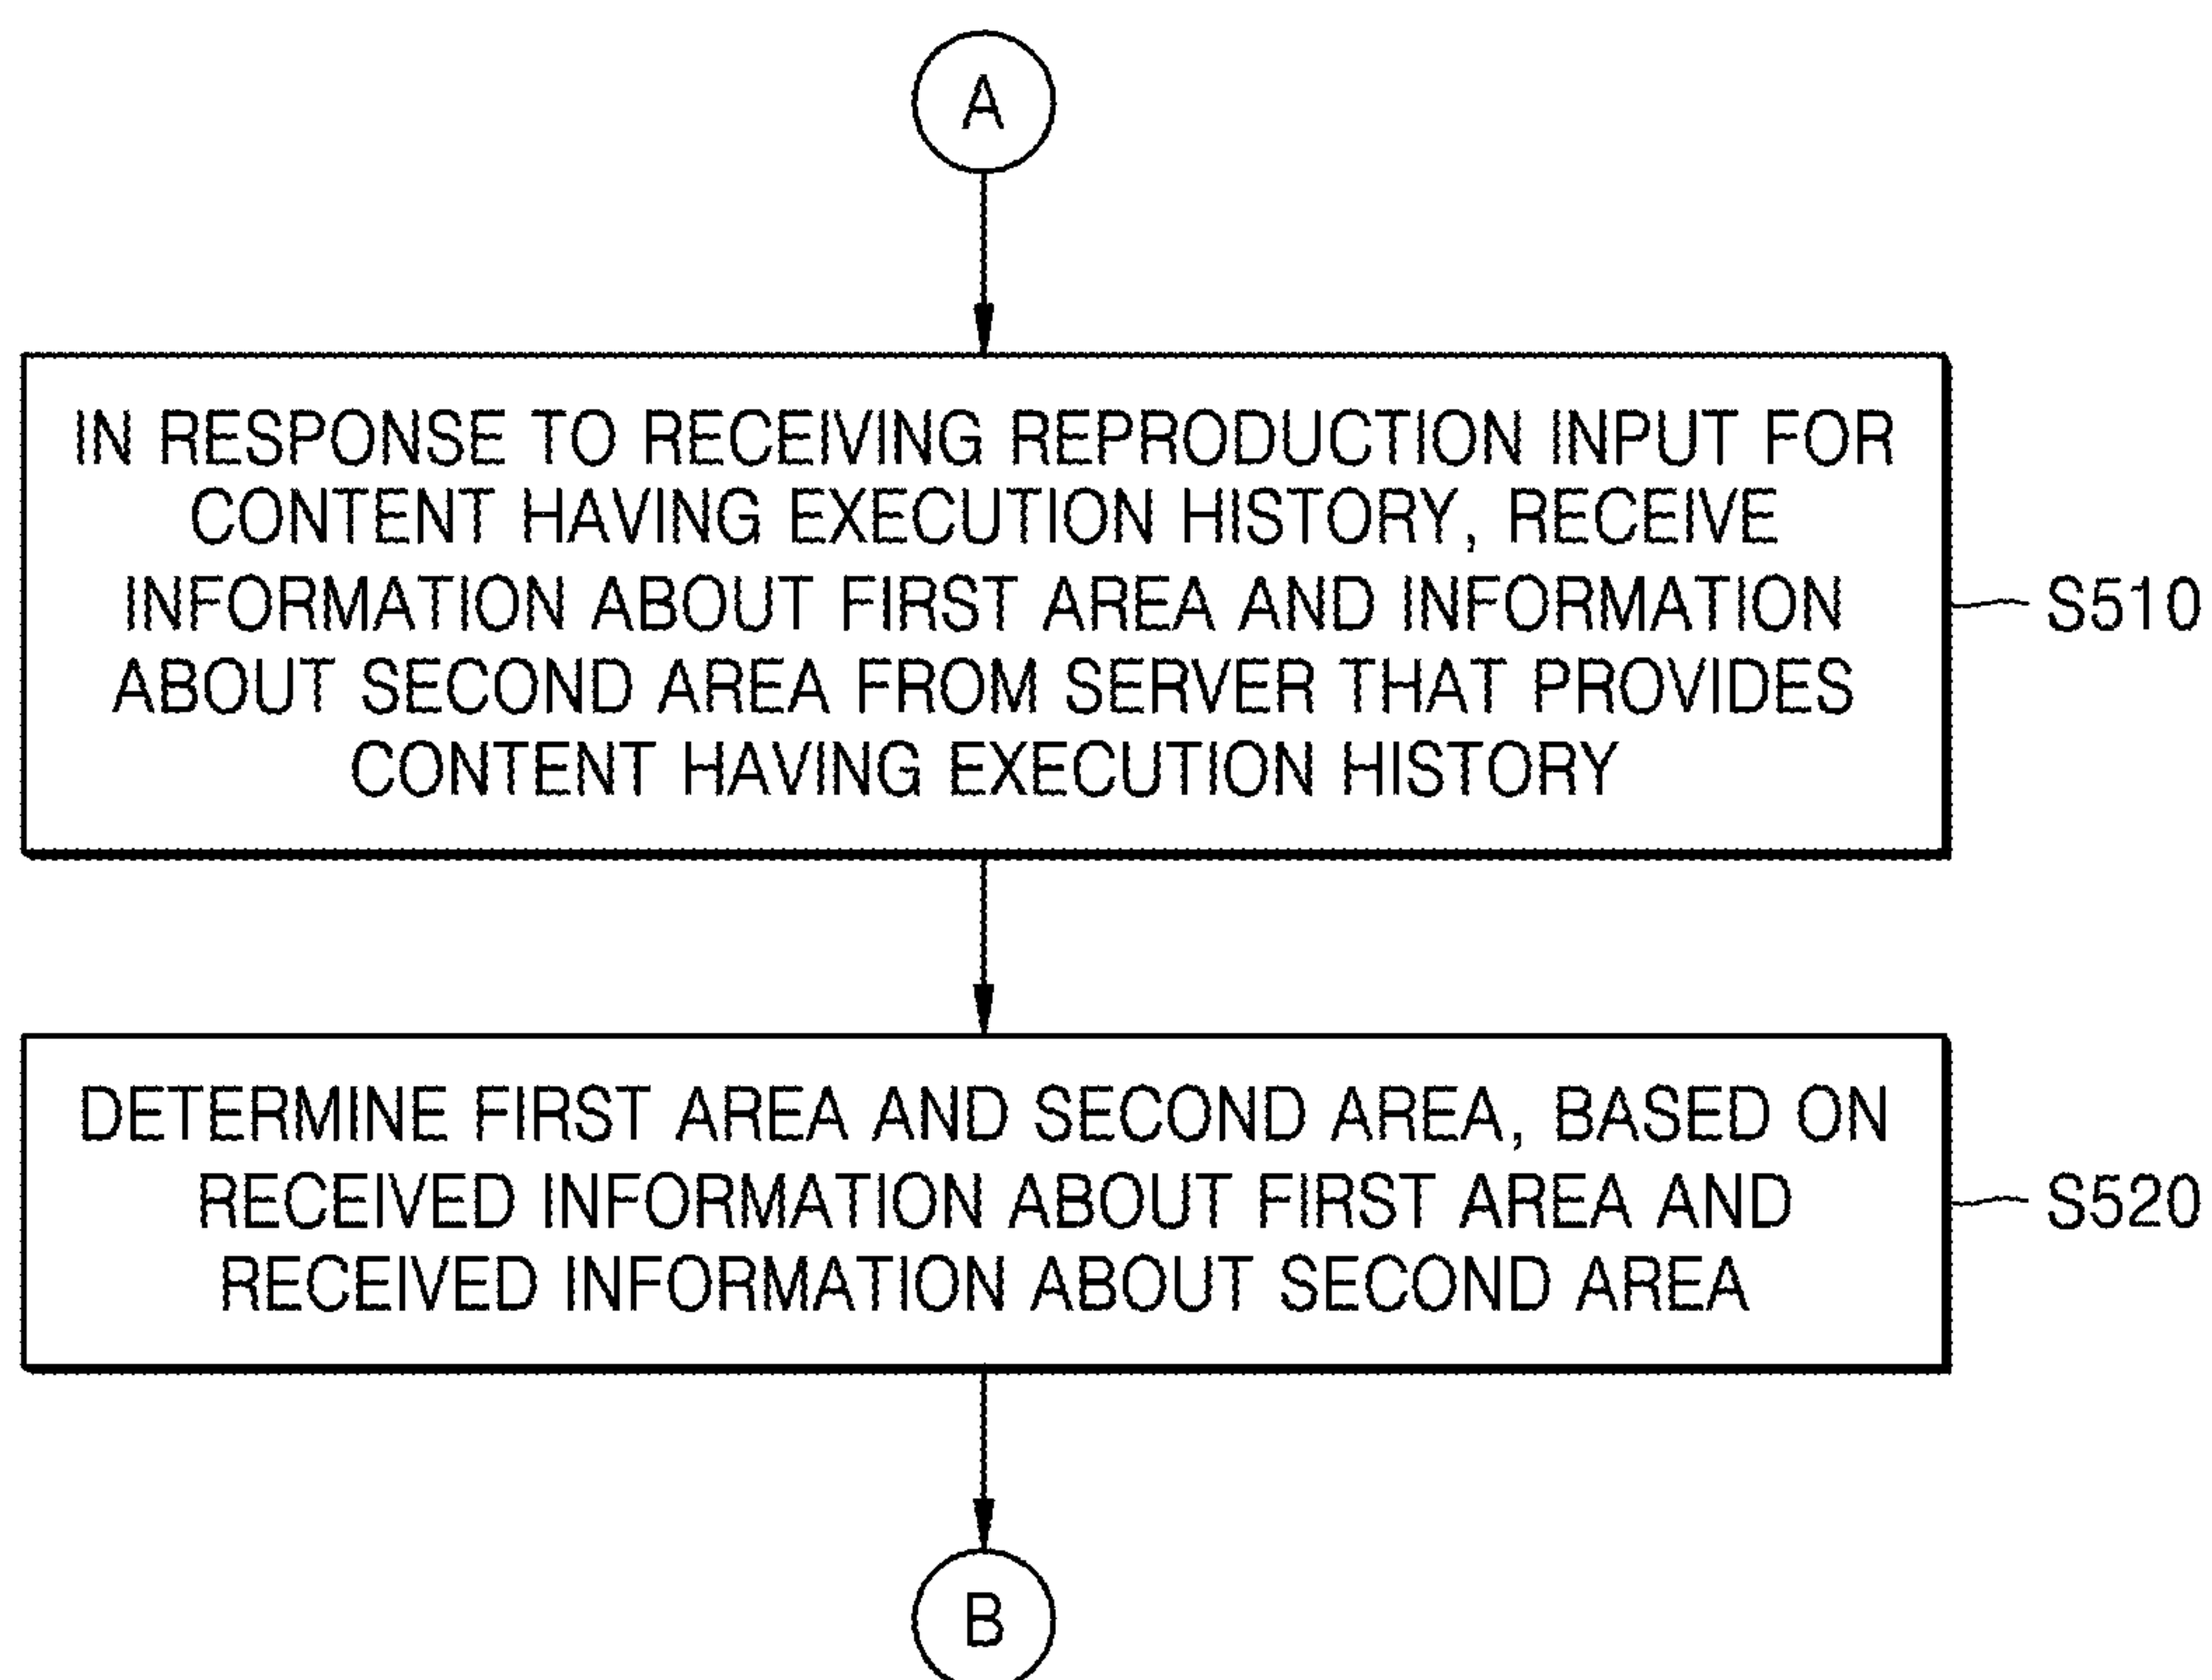 A
IN RESPONSE TO RECEIVING REPRODUCTION INPUT FOR
CONTENT HAVING EXECUTION HISTORY, RECEIVE
INFORMATION ABOUT FIRST AREA AND INFORMATION
ABOUT SECOND AREA FROM SERVER THAT PROVIDES
CONTENT HAVING EXECUTION HISTORY
S510
DETERMINE FIRST AREA AND SECOND AREA, BASED ON
RECEIVED INFORMATION ABOUT FIRST AREA AND
RECEIVED INFORMATION ABOUT SECOND AREA
S520
B